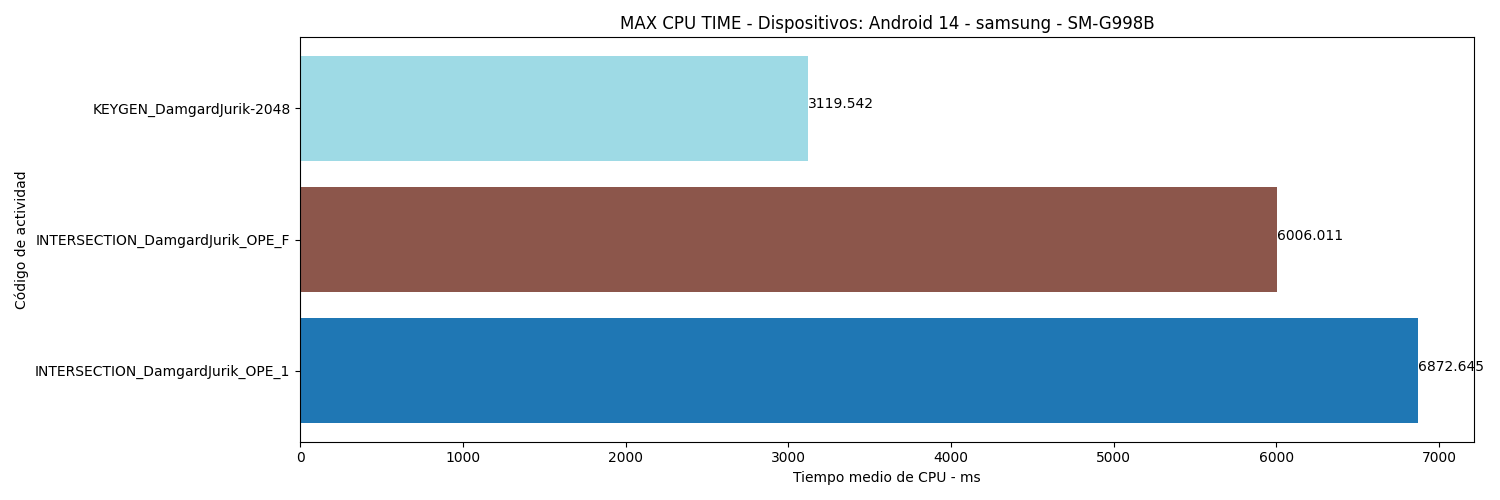 MAX CPU TIME - Dispositivos: Android 14 - samsung - SM-G998B
Código de actividad
KEYGEN_DamgardJurik-2048
3119.542
INTERSECTION_DamgardJurik_OPE_F
6006.011
INTERSECTION_DamgardJurik_OPE_1
6872.645
0 1000 2000 3000 4000 5000 6000 7000
Tiempo medio de CPU - ms